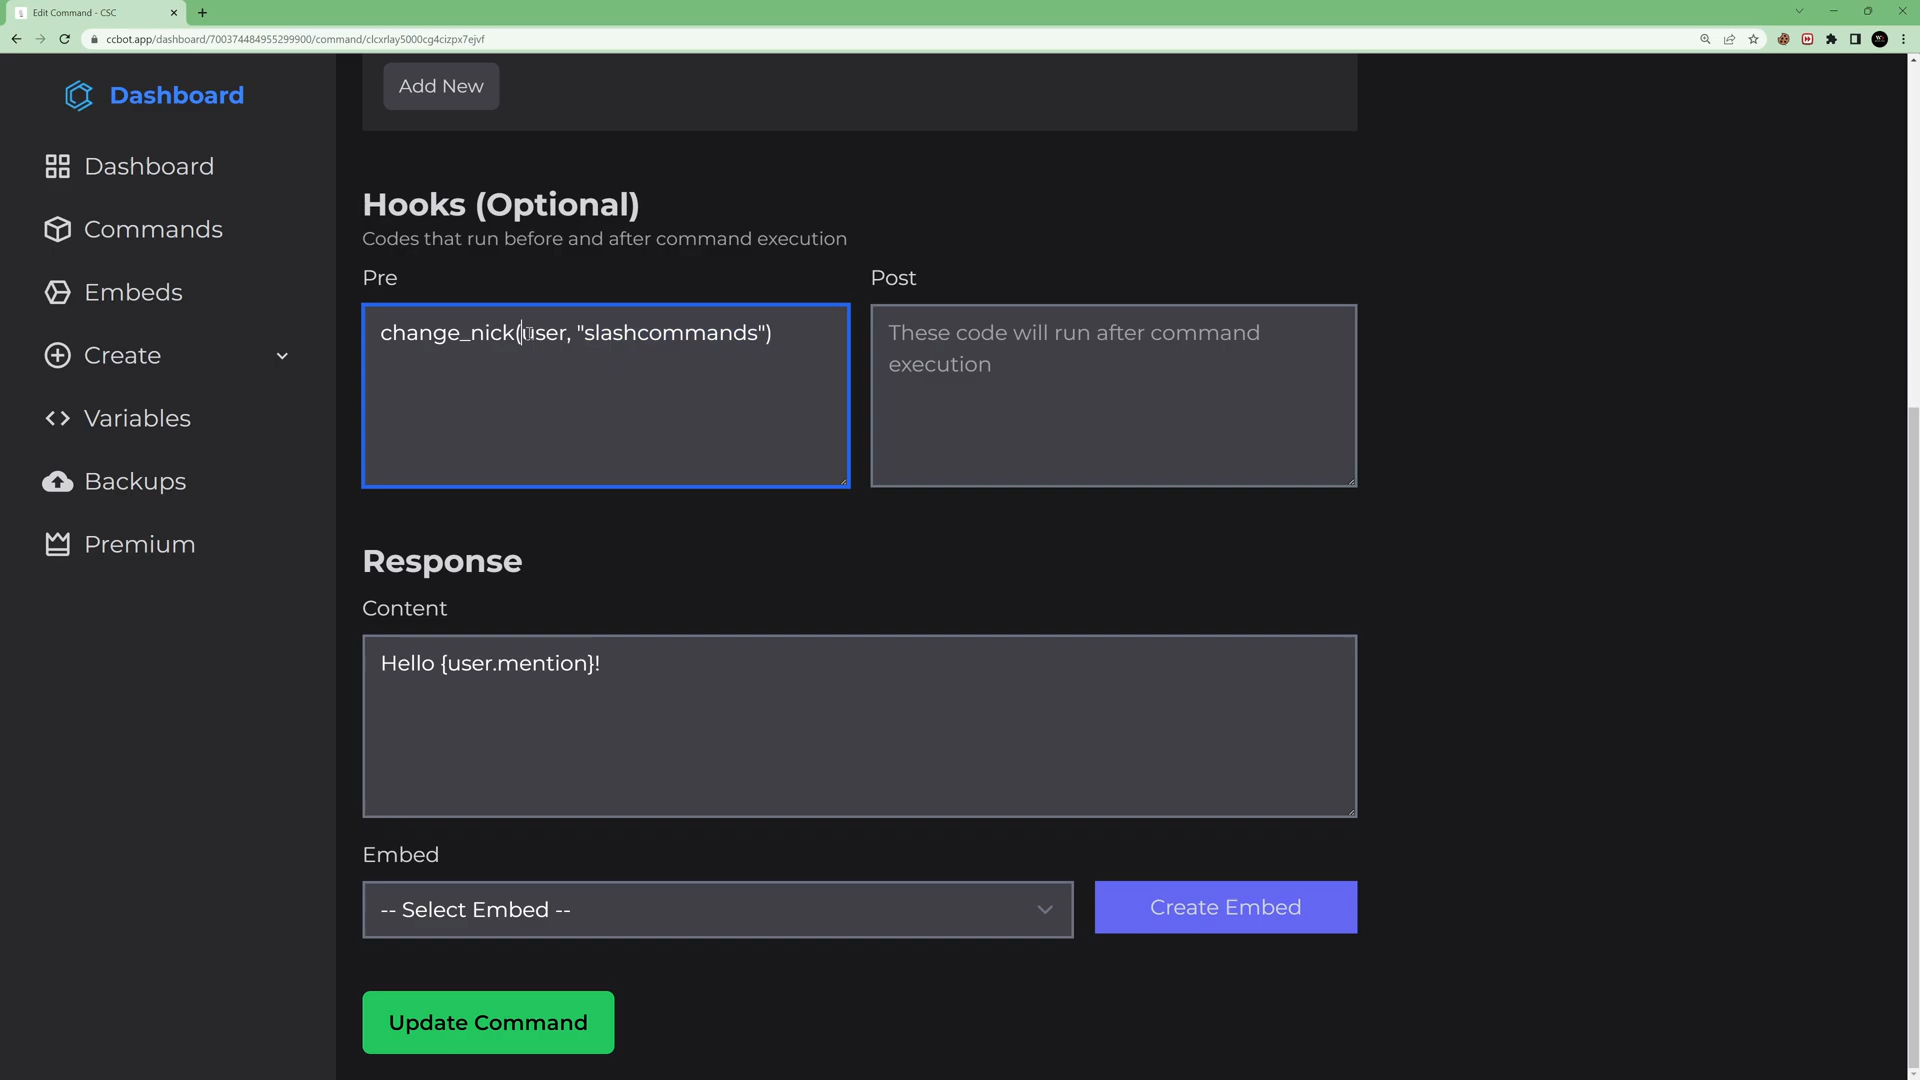 Edit Command - CSC
ccbot.app/dashboard/700374484955299900/command/clcxrlay5000cg4cizpx7ejvf
Dashboard
Dashboard
Commands
Embeds
Create
Variables
Backups
Premium
Add New
Hooks (Optional)
Codes that run before and after command execution
Pre
Post
change_nick(user, "slashcommands")
These code will run after command
execution
Response
Content
Hello {user.mention}!
Embed
-- Select Embed --
Create Embed
Update Command